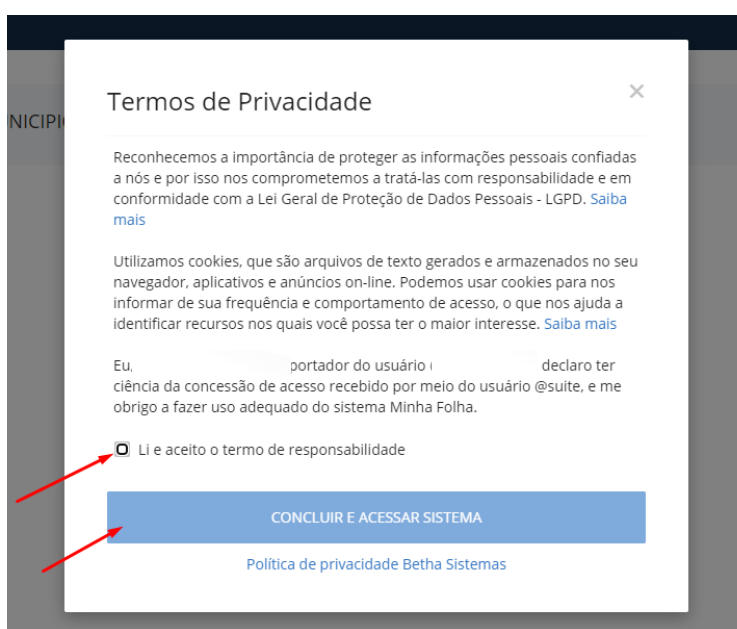 NICIPI
Termos de Privacidade
×
Reconhecemos a importância de proteger as informações pessoais confiadas
a nós e por isso nos comprometemos a tratá-las com responsabilidade e em
conformidade com a Lei Geral de Proteção de Dados Pessoais - LGPD. Saiba
mais
Utilizamos cookies, que são arquivos de texto gerados e armazenados no seu
navegador, aplicativos e anúncios on-line. Podemos usar cookies para nos
informar de sua frequência e comportamento de acesso, o que nos ajuda a
identificar recursos nos quais você possa ter o maior interesse. Saiba mais
Eu, portador do usuário ( declaro ter
ciência da concessão de acesso recebido por meio do usuário @suite, e me
obrigo a fazer uso adequado do sistema Minha Folha.
Li e aceito o termo de responsabilidade
CONCLUIR E ACESSAR SISTEMA
Política de privacidade Betha Sistemas